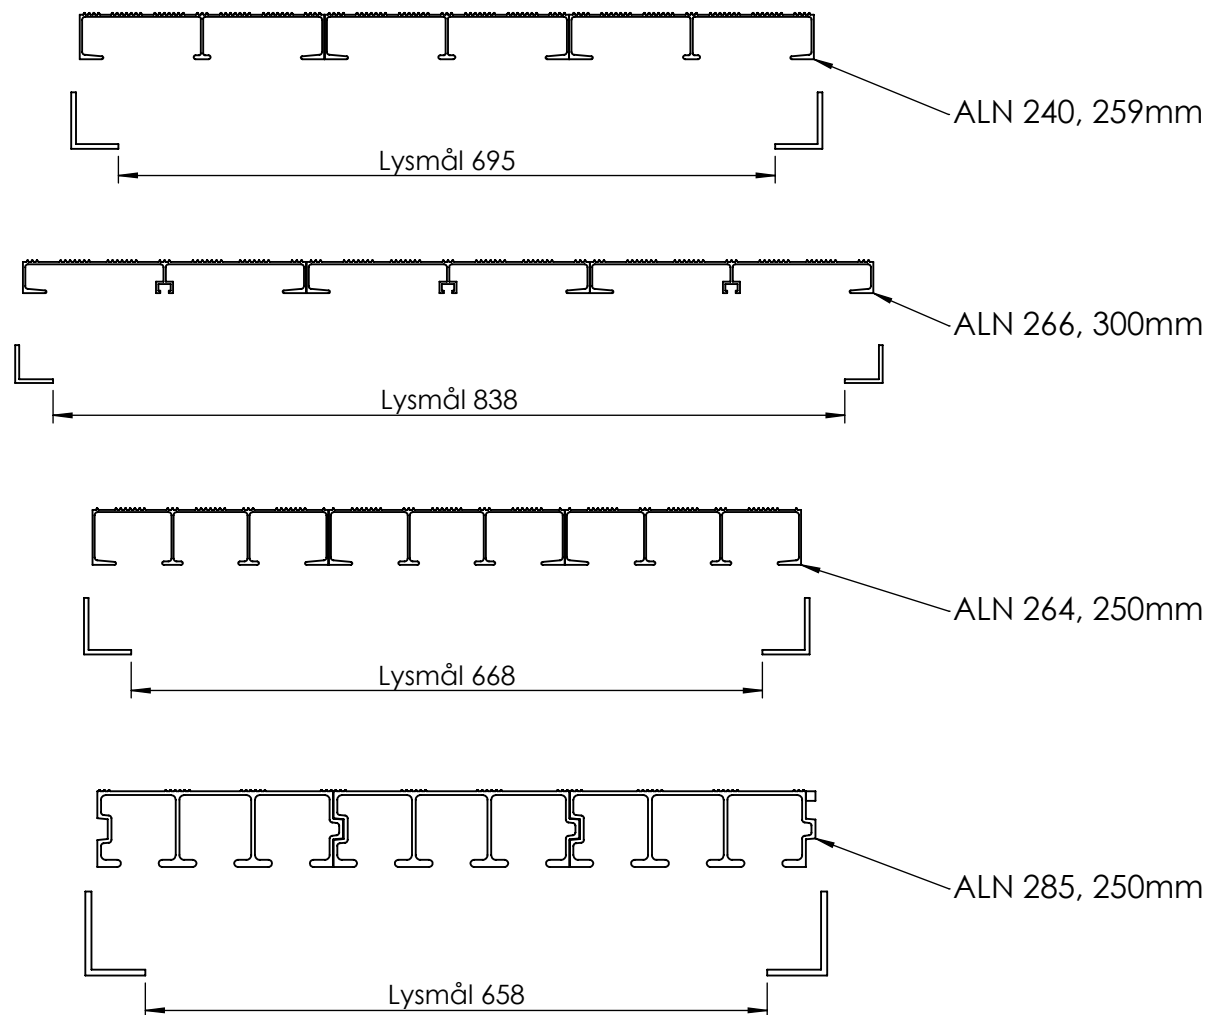 ALN 240, 259mm
Lysmål 695
ALN 266, 300mm
Lysmål 838
ALN 264, 250mm
Lysmål 668
ALN 285, 250mm
Lysmål 658